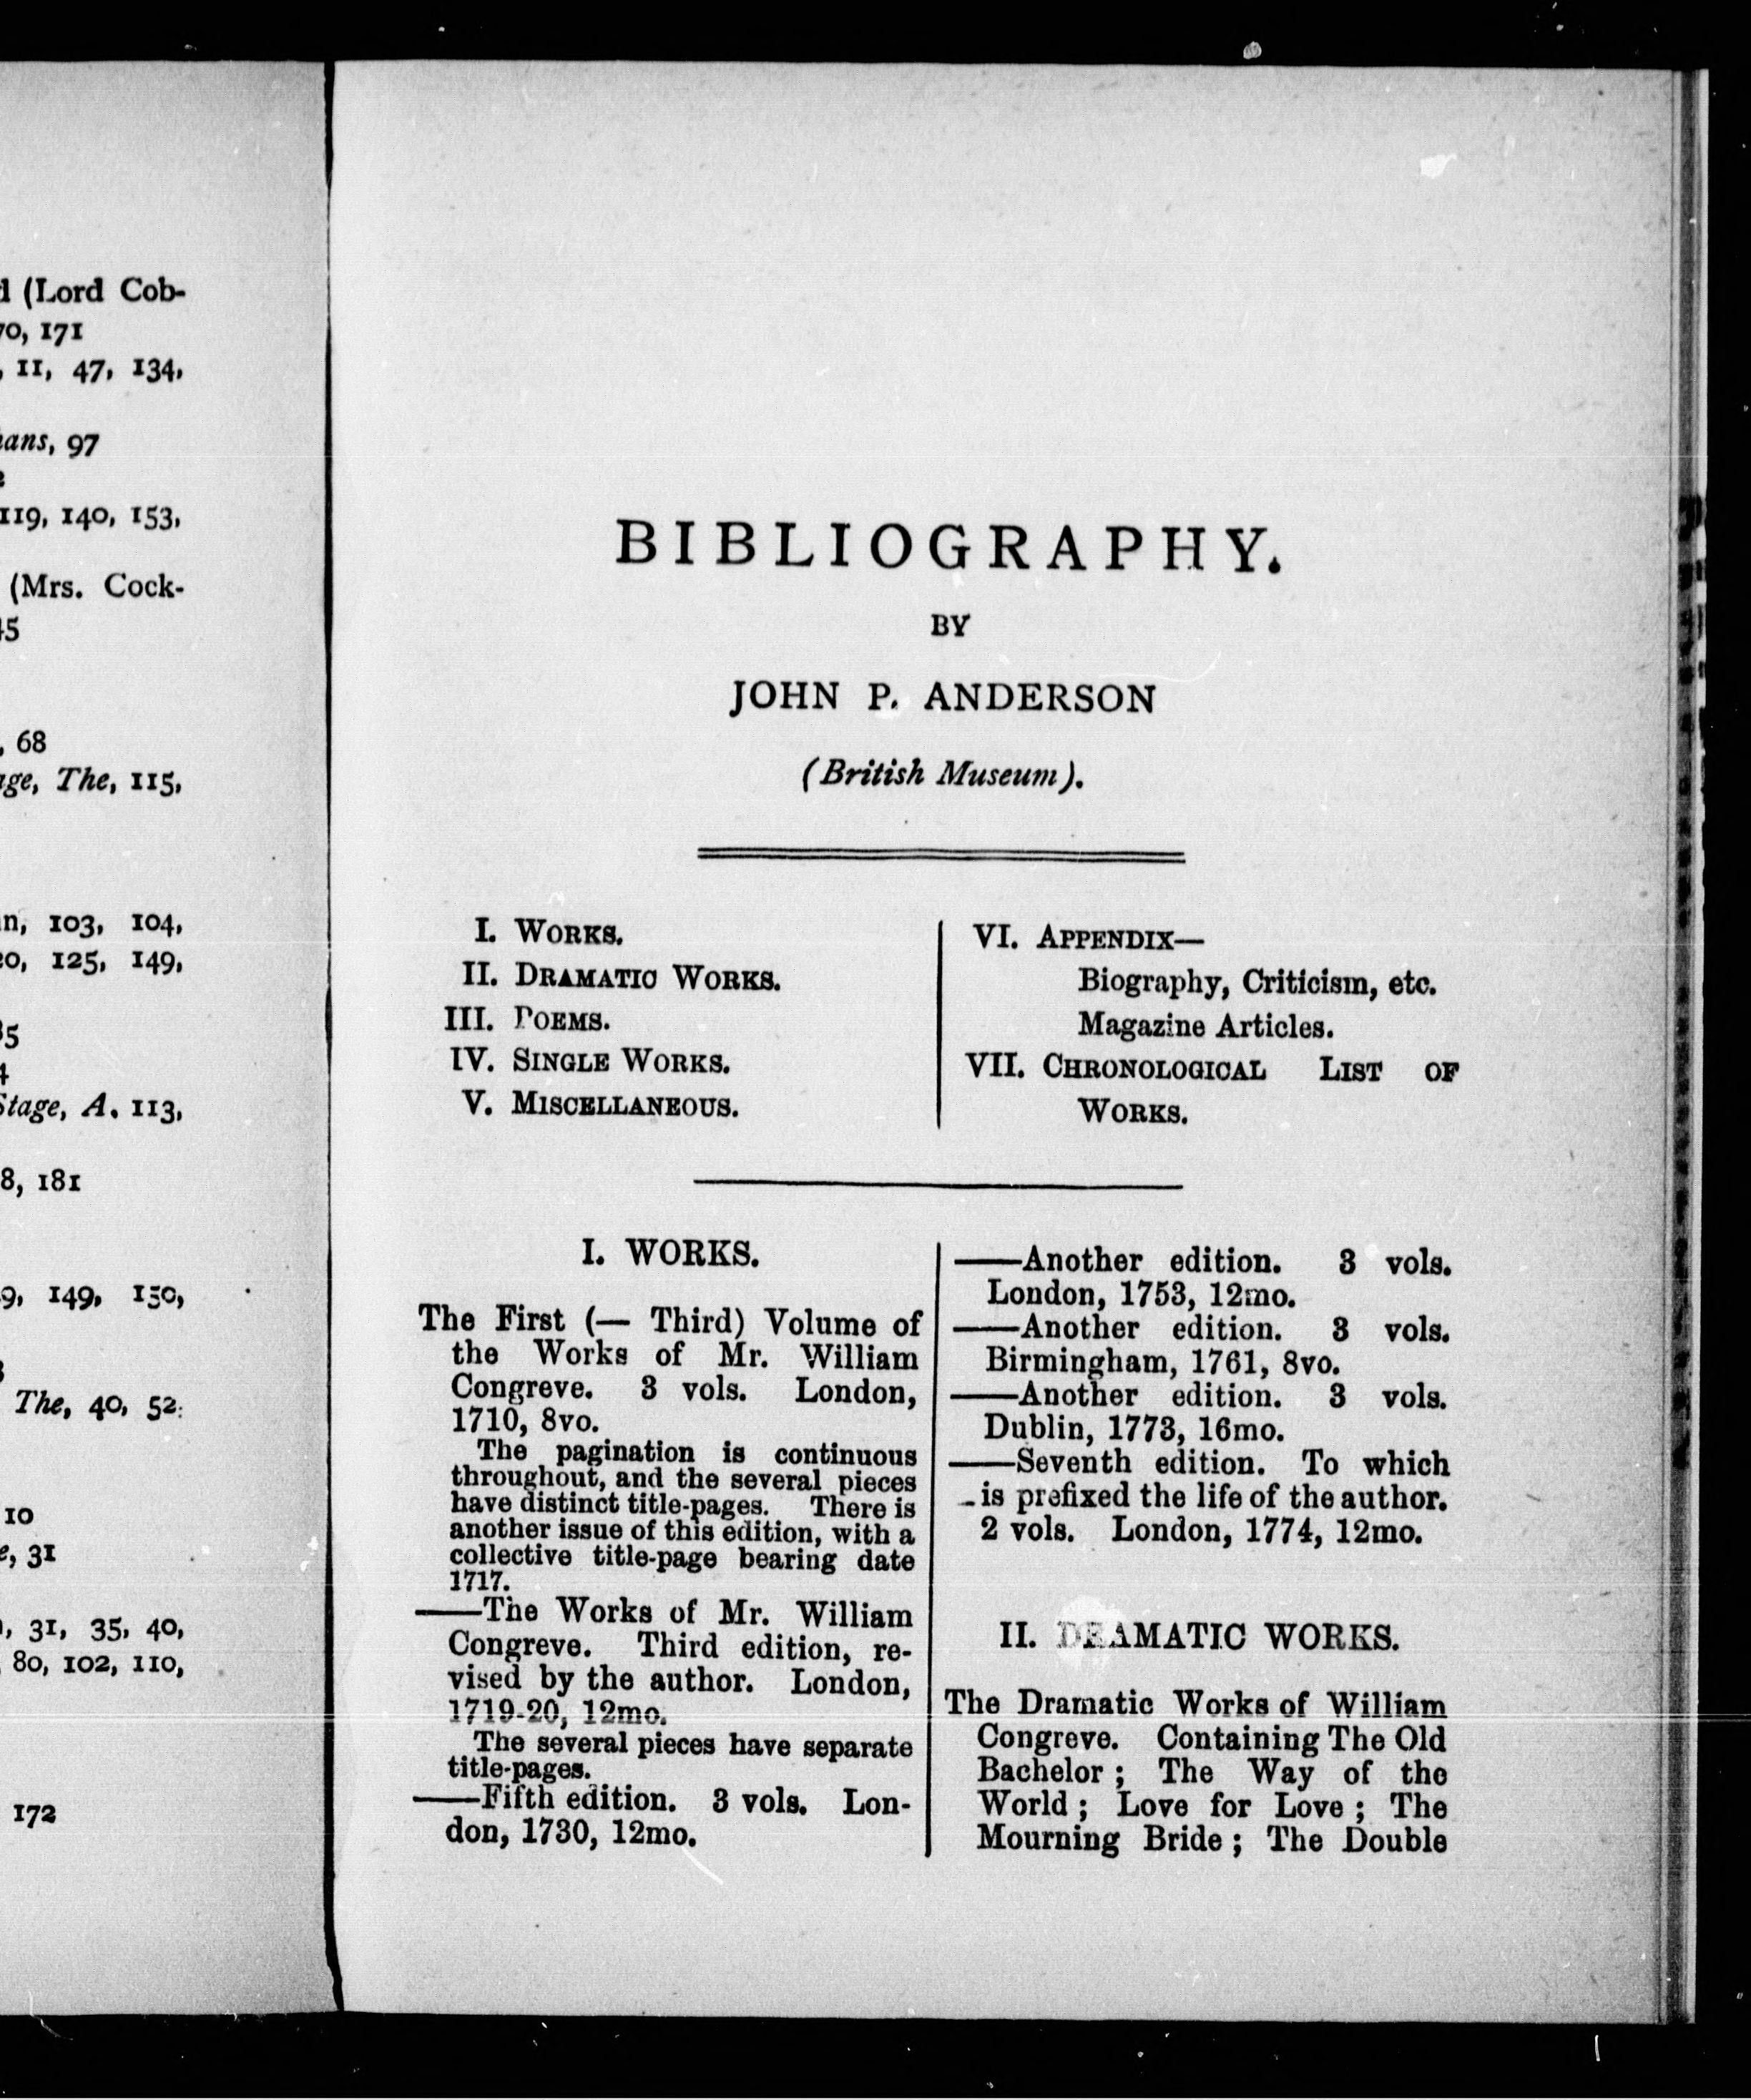 (Lord Cob-
171
11, 47, 134,
97
119, 140, 153,
(Mrs. Cock-
68
The, 115,
103, 104,
125, 149,
Stage, A. 113,
181
149, 150,
The, 40, 52.
10
31
31, 35, 40,
80, 102, 110,
172
BIBLIOGRAPHY.
BY
JOHN P. ANDERSON
(British Museum).
I. WORKS.
II. DRAMATIC WORKS.
III. POEMS.
IV. SINGLE WORKS.
V. MISCELLANEOUS.
VI. APPENDIX—
Biography, Criticism, etc.
Magazine Articles.
VII. CHRONOLOGICAL LIST OF
WORKS.
I. WORKS.
The First (— Third) Volume of
the Works of Mr. William
Congreve. 3 vols. London,
1710, 8vo.
The pagination is continuous
throughout, and the several pieces
have distinct title-pages. There is
another issue of this edition, with a
collective title-page bearing date
1717.
——The Works of Mr. William
Congreve. Third edition, re-
vised by the author. London,
1719-20, 12mo.
The several pieces have separate
title-pages.
——Fifth edition. 3 vols. Lon-
don, 1730, 12mo.
——Another edition. 3 vols.
London, 1753, 12mo.
——Another edition. 3 vols.
Birmingham, 1761, 8vo.
——Another edition. 3 vols.
Dublin, 1773, 16mo.
——Seventh edition. To which
is prefixed the life of the author.
2 vols. London, 1774, 12mo.
II. DRAMATIC WORKS.
The Dramatic Works of William
Congreve. Containing The Old
Bachelor ; The Way of the
World ; Love for Love ; The
Mourning Bride ; The Double